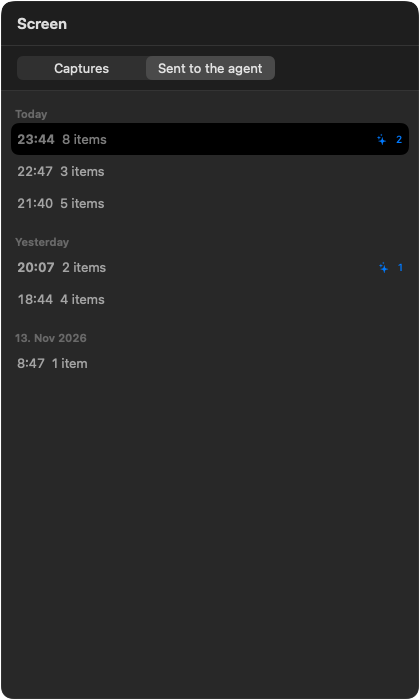 Screen
Captures
Sent to the agent
Today
23:44 8 items 2
22:47 3 items
21:40 5 items
Yesterday
20:07 2 items 1
18:44 4 items
13. Nov 2026
8:47 1 item